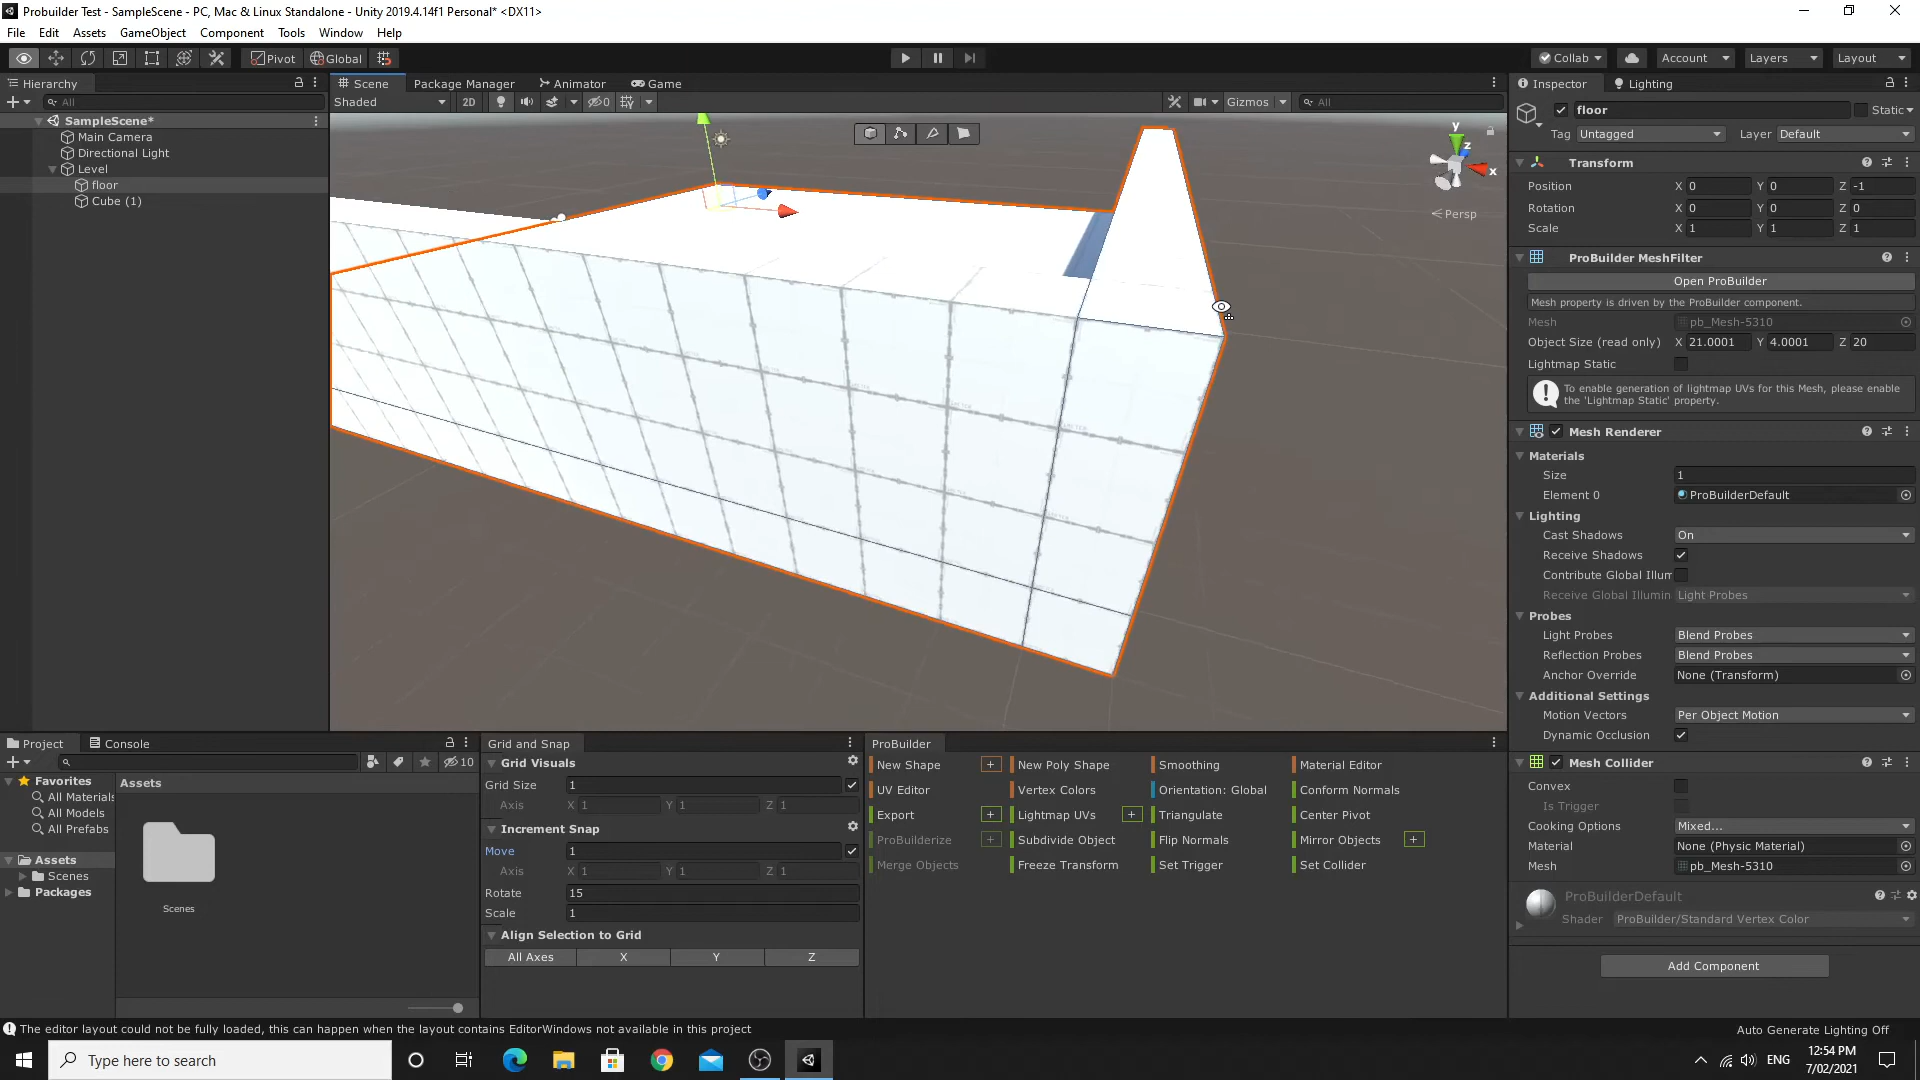 Probuilder Test - SampleScene - PC, Mac & Linux Standalone - Unity 2019.4.14f1 Personal* <DX11>
File Edit Assets GameObject Component Tools Window Help
Pivot Global Collab Account Layers Layout
Hierarchy
All
SampleScene*
Main Camera
Directional Light
Level
floor
Cube (1)
Scene Package Manager Animator Game
Shaded 2D 0 Gizmos All
y
z
x
Persp
Inspector Lighting
floor Static
Tag Untagged Layer Default
Transform
Position X 0 Y 0 Z -1
Rotation X 0 Y 0 Z 0
Scale X 1 Y 1 Z 1
ProBuilder MeshFilter
Open ProBuilder
Mesh property is driven by the ProBuilder component.
Mesh pb_Mesh-5310
Object Size (read only) X 21.0001 Y 4.0001 Z 20
Lightmap Static
To enable generation of lightmap UVs for this Mesh, please enable
the 'Lightmap Static' property.
Mesh Renderer
Materials
Size 1
Element 0 ProBuilderDefault
Lighting
Cast Shadows On
Receive Shadows
Contribute Global Illum
Receive Global Illumin Light Probes
Probes
Light Probes Blend Probes
Reflection Probes Blend Probes
Anchor Override None (Transform)
Additional Settings
Motion Vectors Per Object Motion
Dynamic Occlusion
Mesh Collider
Convex
Is Trigger
Cooking Options Mixed...
Material None (Physic Material)
Mesh pb_Mesh-5310
ProBuilderDefault
Shader ProBuilder/Standard Vertex Color
Add Component
Project Console
10
Favorites
All Materials
All Models
All Prefabs
Assets
Scenes
Packages
Assets
Scenes
Grid and Snap
Grid Visuals
Grid Size 1
Axis X 1 Y 1 Z 1
Increment Snap
Move 1
Axis X 1 Y 1 Z 1
Rotate 15
Scale 1
Align Selection to Grid
All Axes X Y Z
ProBuilder
New Shape + New Poly Shape Smoothing Material Editor
UV Editor Vertex Colors Orientation: Global Conform Normals
Export + Lightmap UVs + Triangulate Center Pivot
ProBuilderize + Subdivide Object Flip Normals Mirror Objects +
Merge Objects Freeze Transform Set Trigger Set Collider
The editor layout could not be fully loaded, this can happen when the layout contains EditorWindows not available in this project
Auto Generate Lighting Off
Type here to search
ENG
12:54 PM
7/02/2021